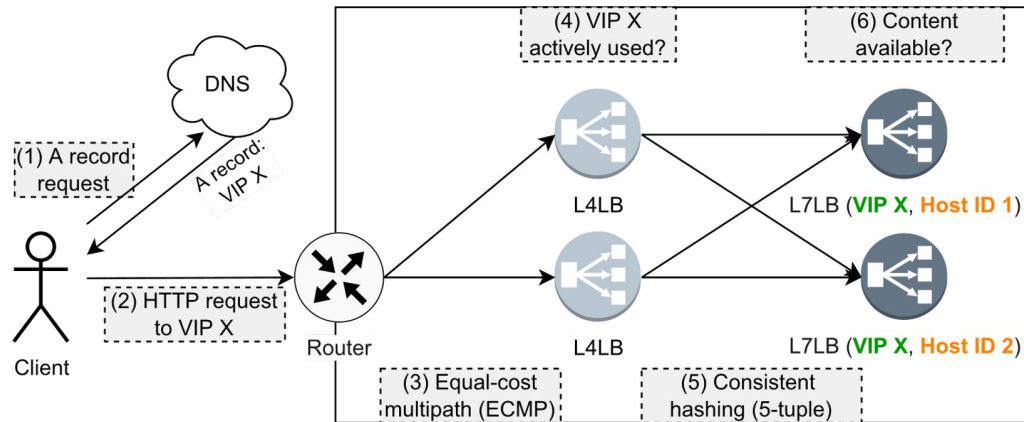 DNS
(1) A record
request
A record:
VIP X
Client
(2) HTTP request
to VIP X
Router
(3) Equal-cost
multipath (ECMP)
(4) VIP X
actively used?
L4LB
L4LB
(5) Consistent
hashing (5-tuple)
(6) Content
available?
L7LB (VIP X, Host ID 1)
L7LB (VIP X, Host ID 2)